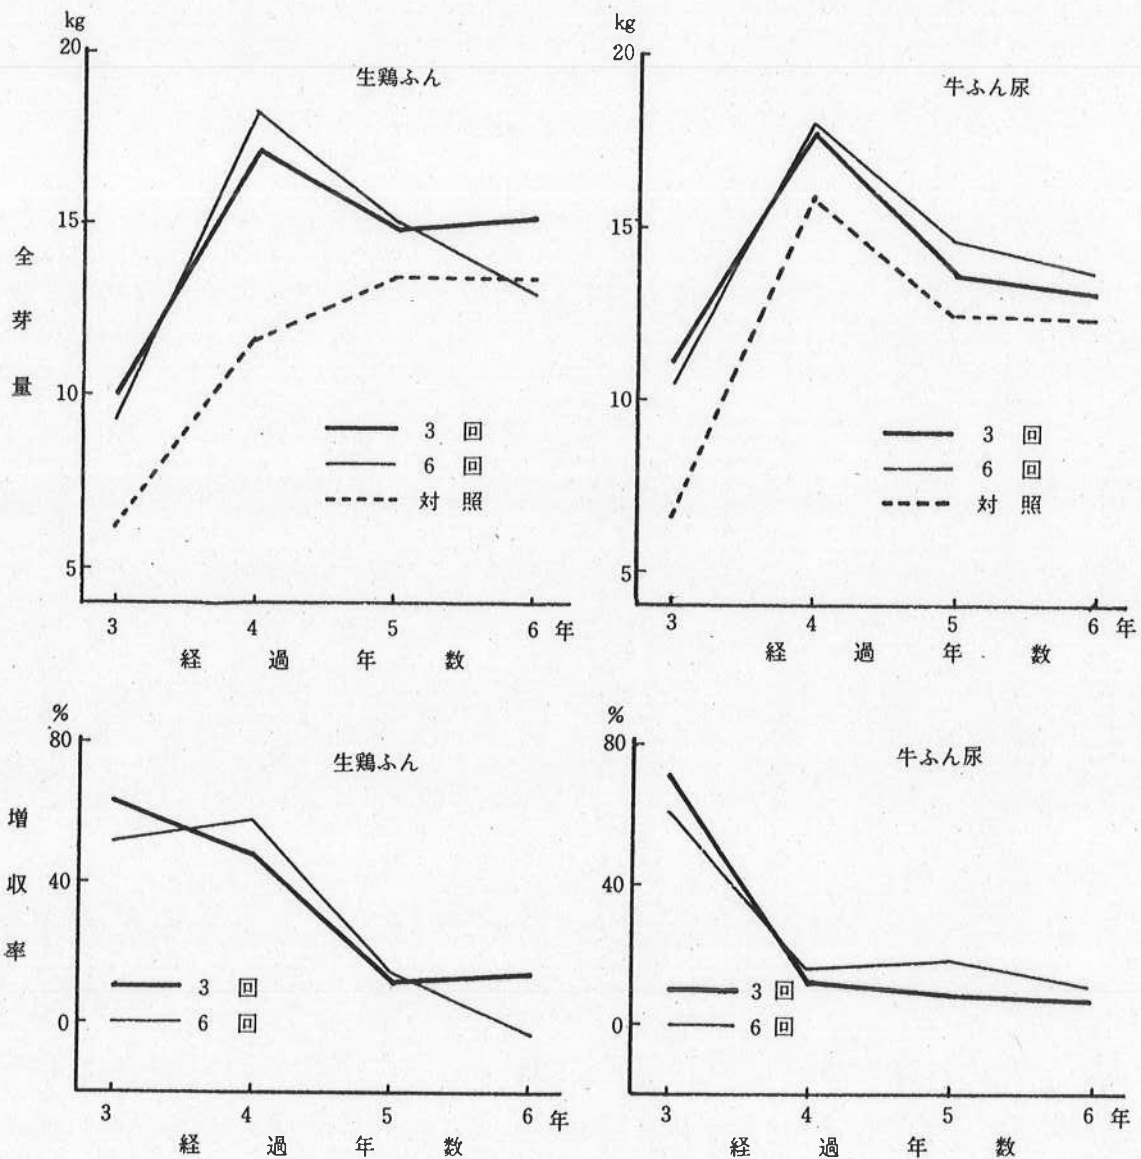 kg
20
15
10
5
全芽量
生鶏ふん
3 回
6 回
対 照
3 4 5 6 年
経 過 年 数
kg
20
15
10
5
牛ふん尿
3 回
6 回
対 照
3 4 5 6 年
経 過 年 数
%
80
40
0
増収率
生鶏ふん
3 回
6 回
3 4 5 6 年
経 過 年 数
%
80
40
0
牛ふん尿
3 回
6 回
3 4 5 6 年
経 過 年 数